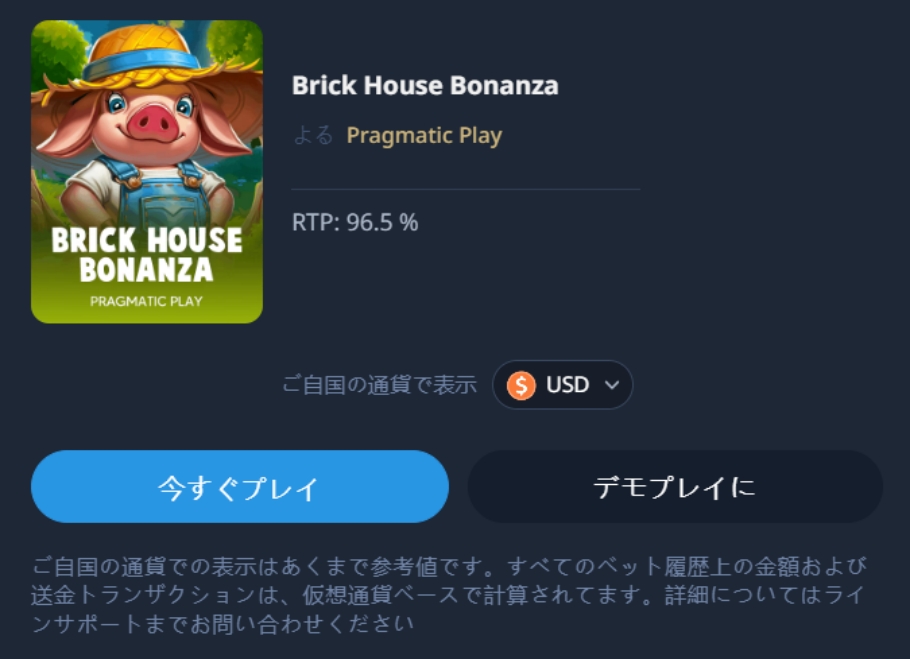 BRICK HOUSE
BONANZA
PRAGMATIC PLAY
Brick House Bonanza
よる Pragmatic Play
RTP: 96.5 %
ご自国の通貨で表示 $ USD
今すぐプレイ
デモプレイに
ご自国の通貨での表示はあくまで参考値です。すべてのベット履歴上の金額および
送金トランザクションは、仮想通貨ベースで計算されてます。詳細についてはライ
ンサポートまでお問い合わせください